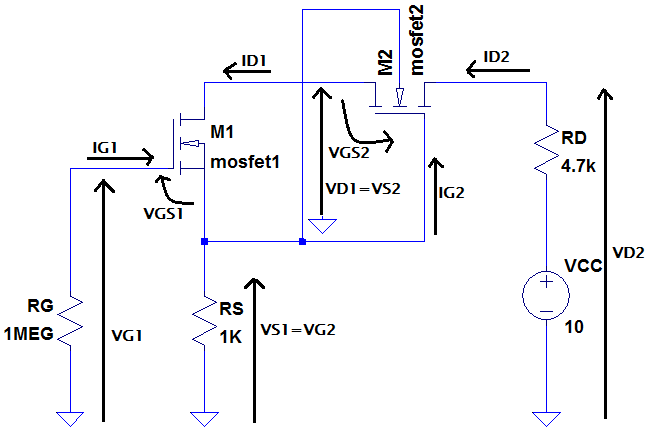 ID1
M2
mosfet2
ID2
M1
mosfet1
IG1
VGS1
VGS2
VD1=VS2
IG2
RD
4.7k
VCC
10
VD2
RG
1MEG
VG1
RS
1K
VS1=VG2